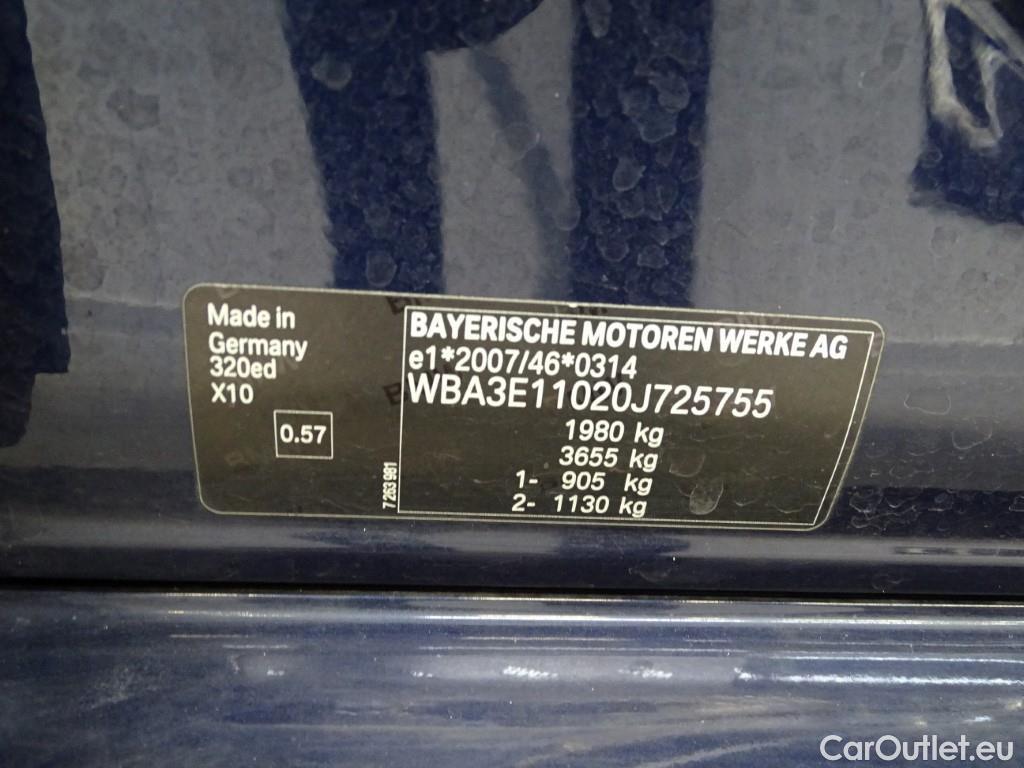 Made in
Germany
320ed
X10
0.57
7 263 981
BAYERISCHE MOTOREN WERKE AG
e1*2007/46*0314
WBA3E11020J725755
1980 kg
3655 kg
1- 905 kg
2- 1130 kg
CarOutlet.eu